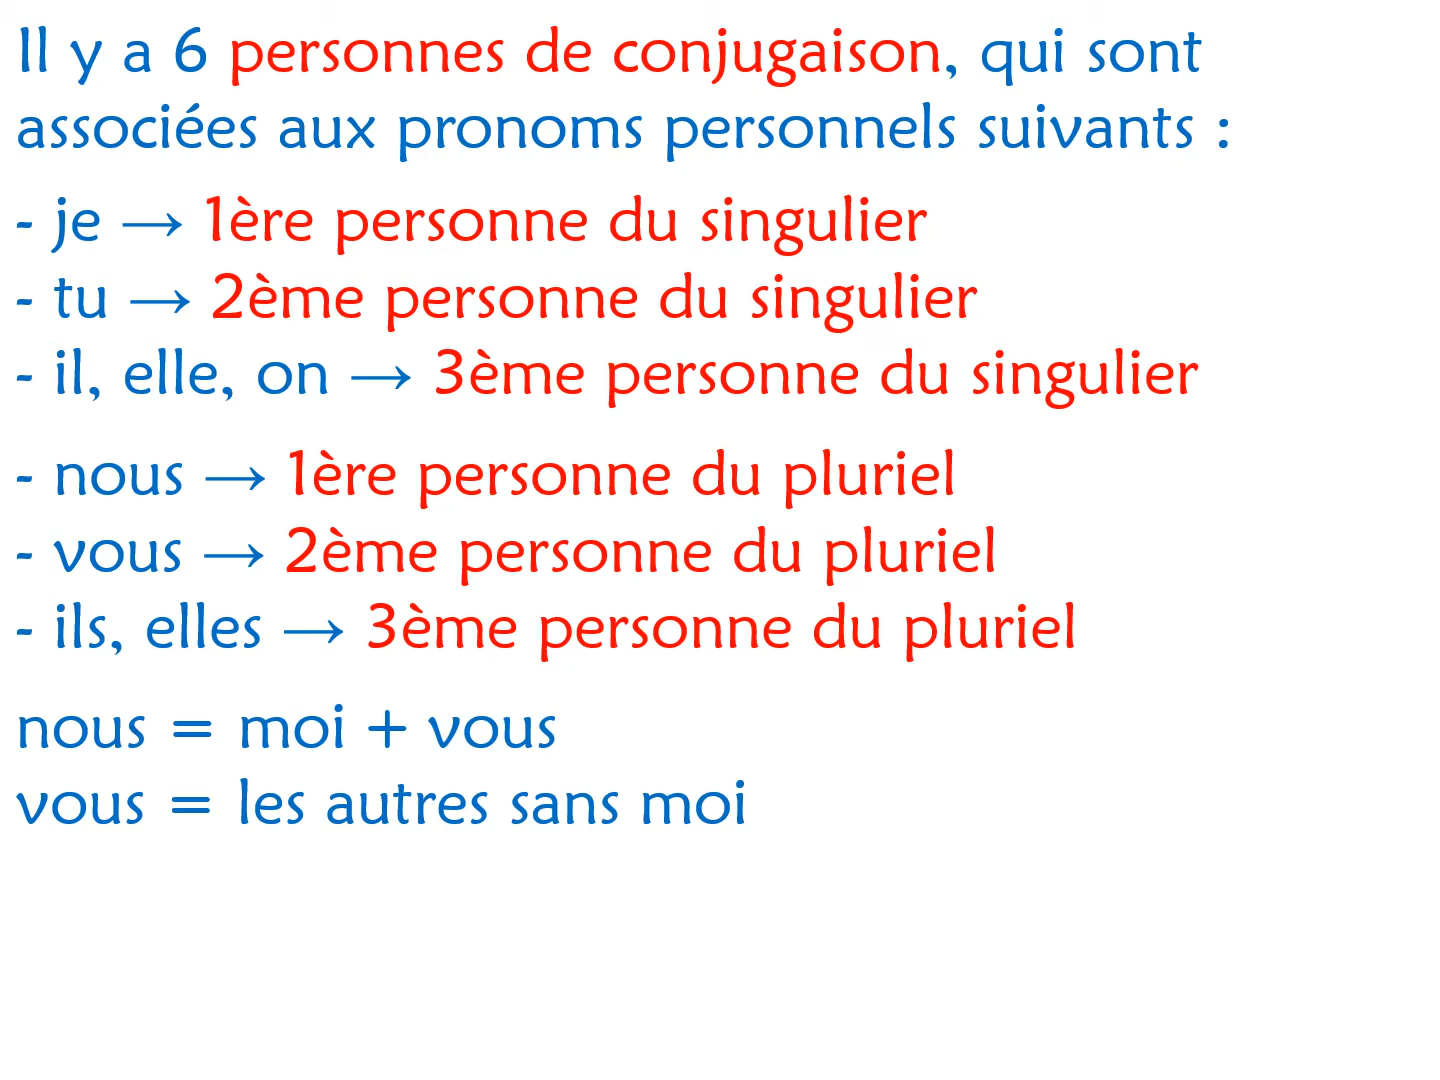 Il y a 6 personnes de conjugaison, qui sont
associées aux pronoms personnels suivants :
- je → 1ère personne du singulier
- tu → 2ème personne du singulier
- il, elle, on → 3ème personne du singulier
- nous → 1ère personne du pluriel
- vous → 2ème personne du pluriel
- ils, elles → 3ème personne du pluriel
nous = moi + vous
vous = les autres sans moi